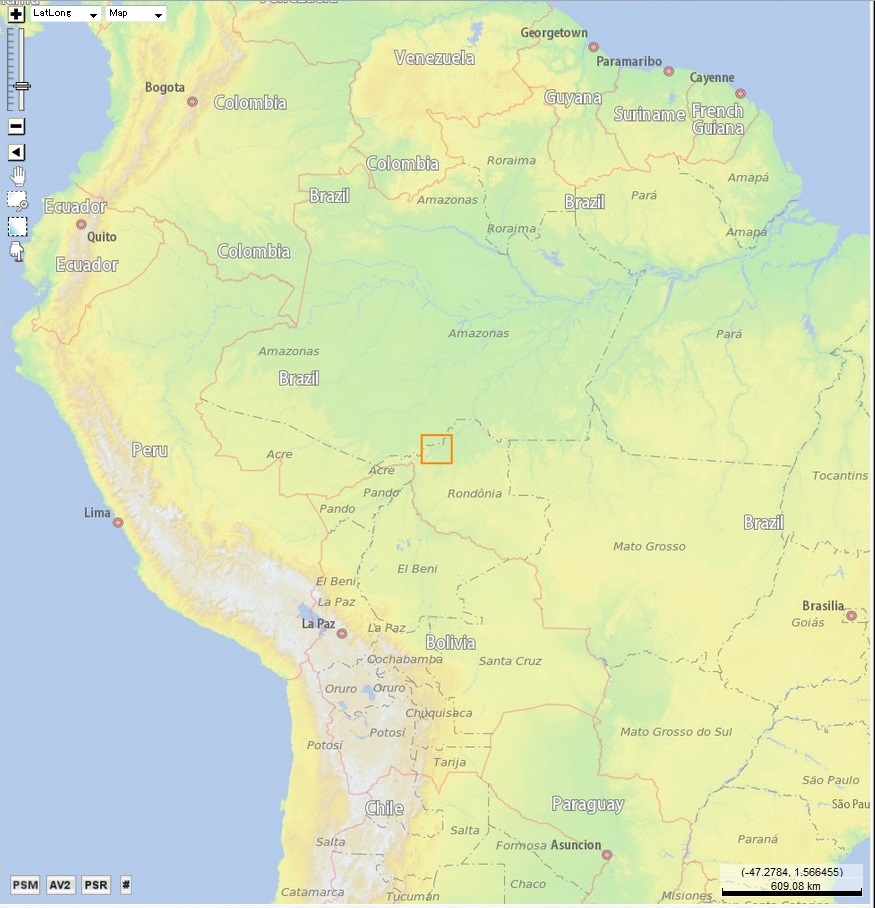 LatLong
Map
Georgetown
Venezuela
Paramaribo
Cayenne
Bogota
Colombia
Guyana
Suriname
French
Guiana
Colombia
Roraima
Brazil
Amazonas
Brazil
Pará
Amapá
Ecuador
Quito
Roraima
Amapá
Ecuador
Colombia
Amazonas
Pará
Amazonas
Brazil
Peru
Acre
Acre
Tocantins
Pando
Rondônia
Pando
Lima
Brazil
Mato Grosso
El Beni
El Beni
La Paz
Brasilia
Goiás
La Paz
La Paz
Bolivia
Cochabamba
Santa Cruz
Oruro
Oruro
Chuquisaca
Potosí
Mato Grosso do Sul
Potosí
Tarija
São Paulo
Chile
Paraguay
São Pau
Salta
Salta
Formosa
Asuncion
Paraná
(-47.2784, 1.566455)
609.08 km
PSM
AV2
PSR
#
Chaco
Catamarca
Tucumán
Misiones